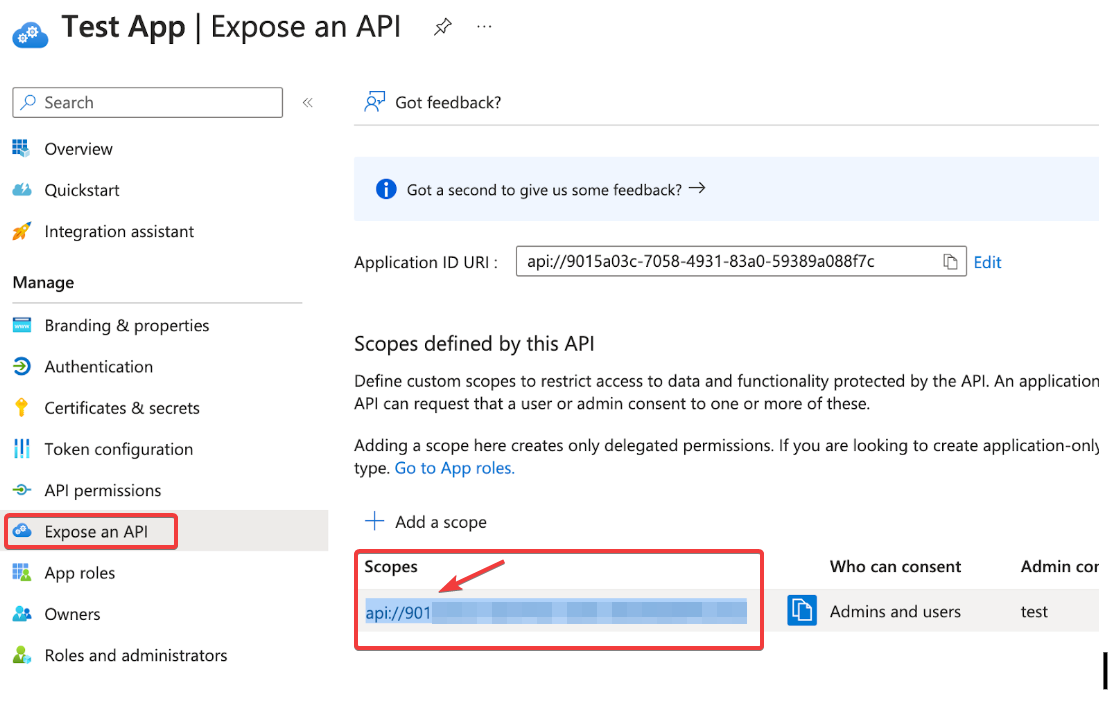 Test App | Expose an API
Search
Overview
Quickstart
Integration assistant
Manage
Branding & properties
Authentication
Certificates & secrets
Token configuration
API permissions
Expose an API
App roles
Owners
Roles and administrators
Got feedback?
Got a second to give us some feedback? →
Application ID URI : api://9015a03c-7058-4931-83a0-59389a088f7c Edit
Scopes defined by this API
Define custom scopes to restrict access to data and functionality protected by the API. An application
API can request that a user or admin consent to one or more of these.
Adding a scope here creates only delegated permissions. If you are looking to create application-only
type. Go to App roles.
Add a scope
Scopes Who can consent Admin con
api://901 Admins and users test